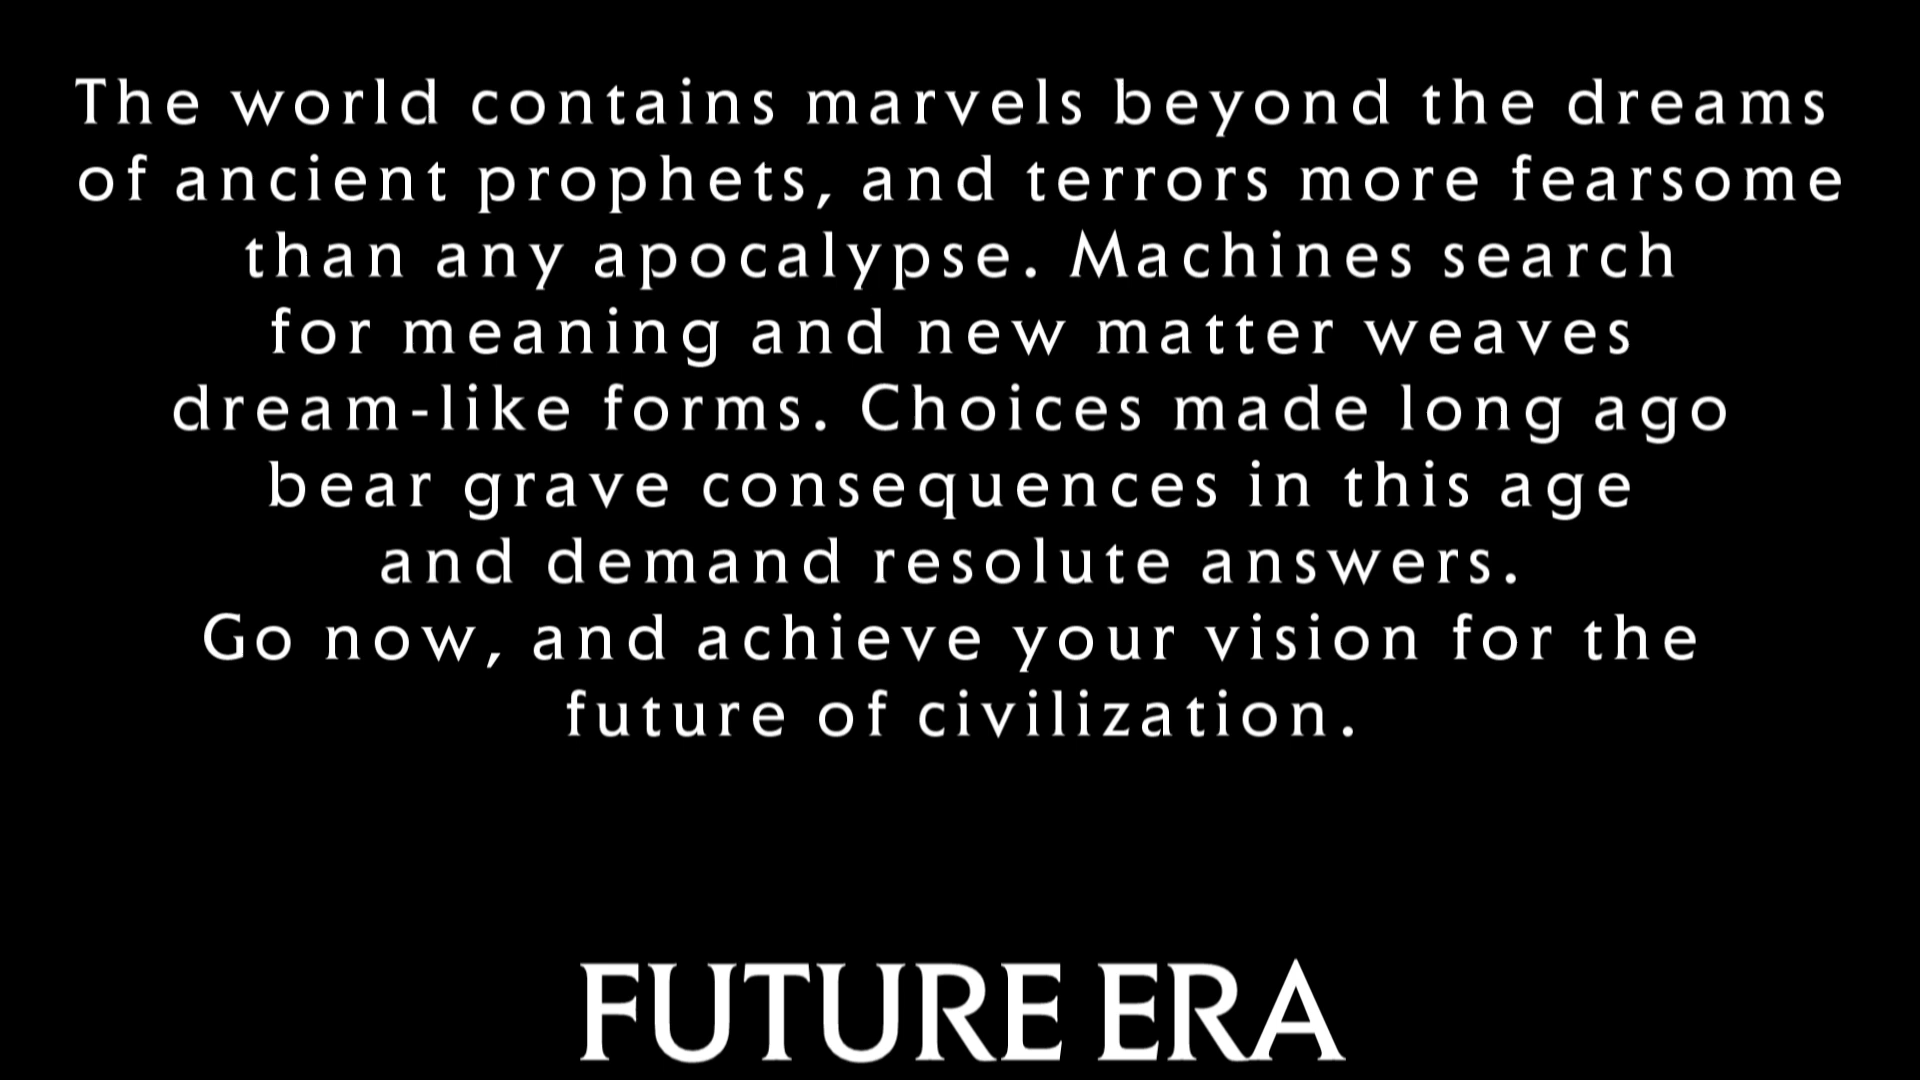 The world contains marvels beyond the dreams
of ancient prophets, and terrors more fearsome
than any apocalypse. Machines search
for meaning and new matter weaves
dream-like forms. Choices made long ago
bear grave consequences in this age
and demand resolute answers.
Go now, and achieve your vision for the
future of civilization.
FUTURE ERA